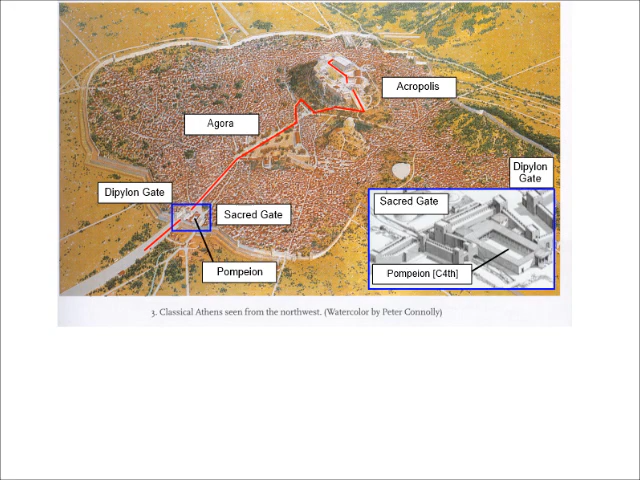 Acropolis
Agora
Dipylon
Gate
Dipylon Gate
Sacred Gate
Sacred Gate
Pompeion
Pompeion [C4th]
3. Classical Athens seen from the northwest. (Watercolor by Peter Connolly)